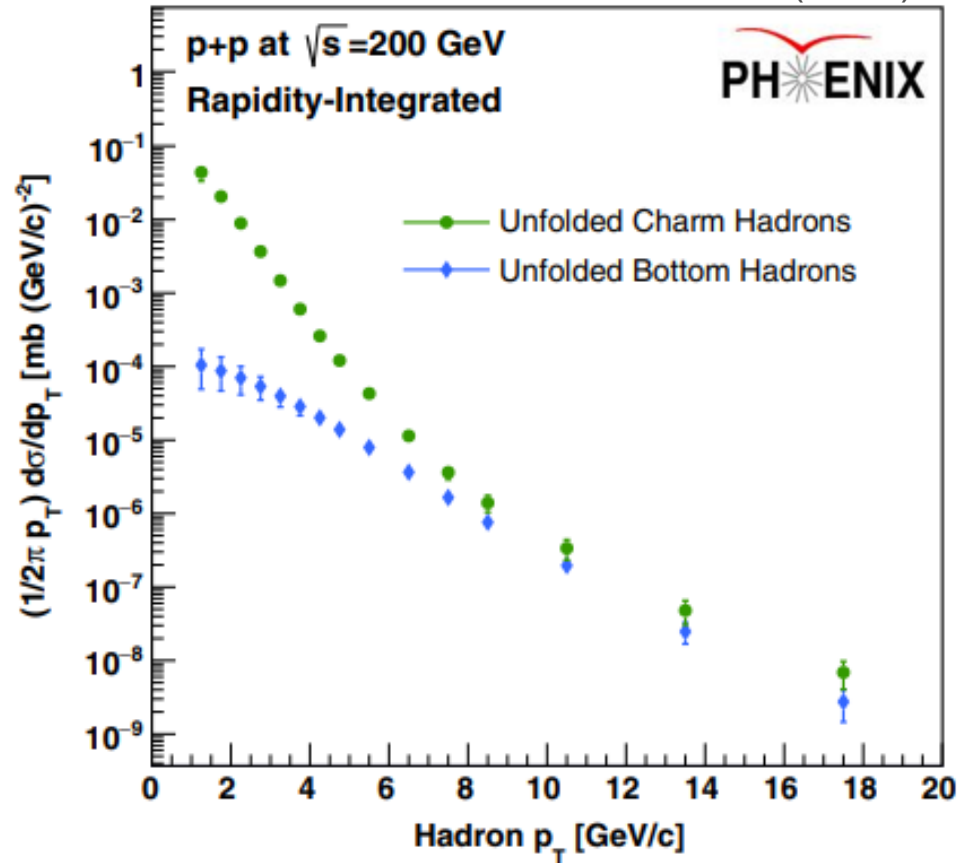 p+p at √s=200 GeV
Rapidity-Integrated
PHENIX
Unfolded Charm Hadrons
Unfolded Bottom Hadrons
(1/2π p_T) dσ/dp_T [mb (GeV/c)^-2]
1
10^-1
10^-2
10^-3
10^-4
10^-5
10^-6
10^-7
10^-8
10^-9
0 2 4 6 8 10 12 14 16 18 20
Hadron p_T [GeV/c]